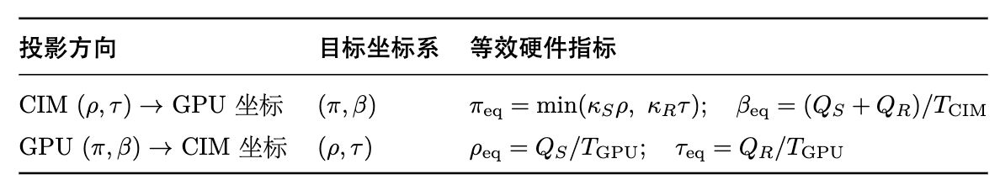 投影方向 目标坐标系 等效硬件指标
CIM (ρ, τ) → GPU 坐标 (π, β) π_eq = min(κ_S ρ, κ_R τ); β_eq = (Q_S + Q_R)/T_CIM
GPU (π, β) → CIM 坐标 (ρ, τ) ρ_eq = Q_S/T_GPU; τ_eq = Q_R/T_GPU